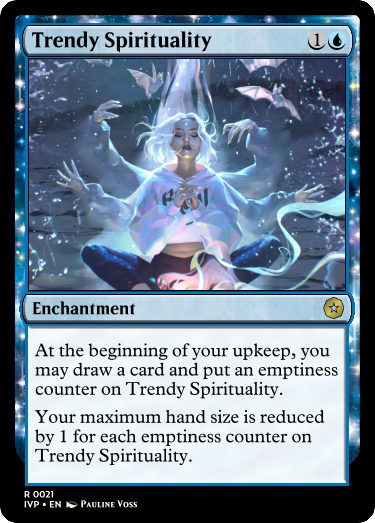 Trendy Spirituality 1
Enchantment
At the beginning of your upkeep, you
may draw a card and put an emptiness
counter on Trendy Spirituality.
Your maximum hand size is reduced
by 1 for each emptiness counter on
Trendy Spirituality.
R 0021
IVP • EN Pauline Voss